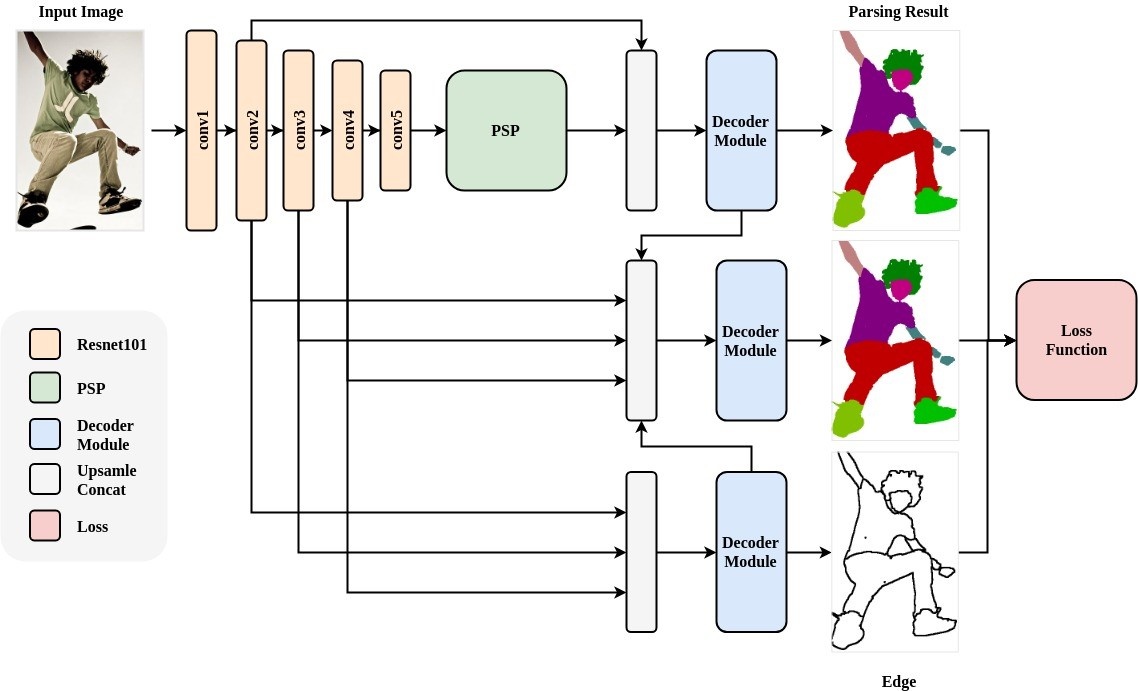 Input Image
Parsing Result
conv1
conv2
conv3
conv4
conv5
PSP
Decoder
Module
Decoder
Module
Loss
Function
Resnet101
PSP
Decoder
Module
Upsamle
Concat
Loss
Decoder
Module
Edge